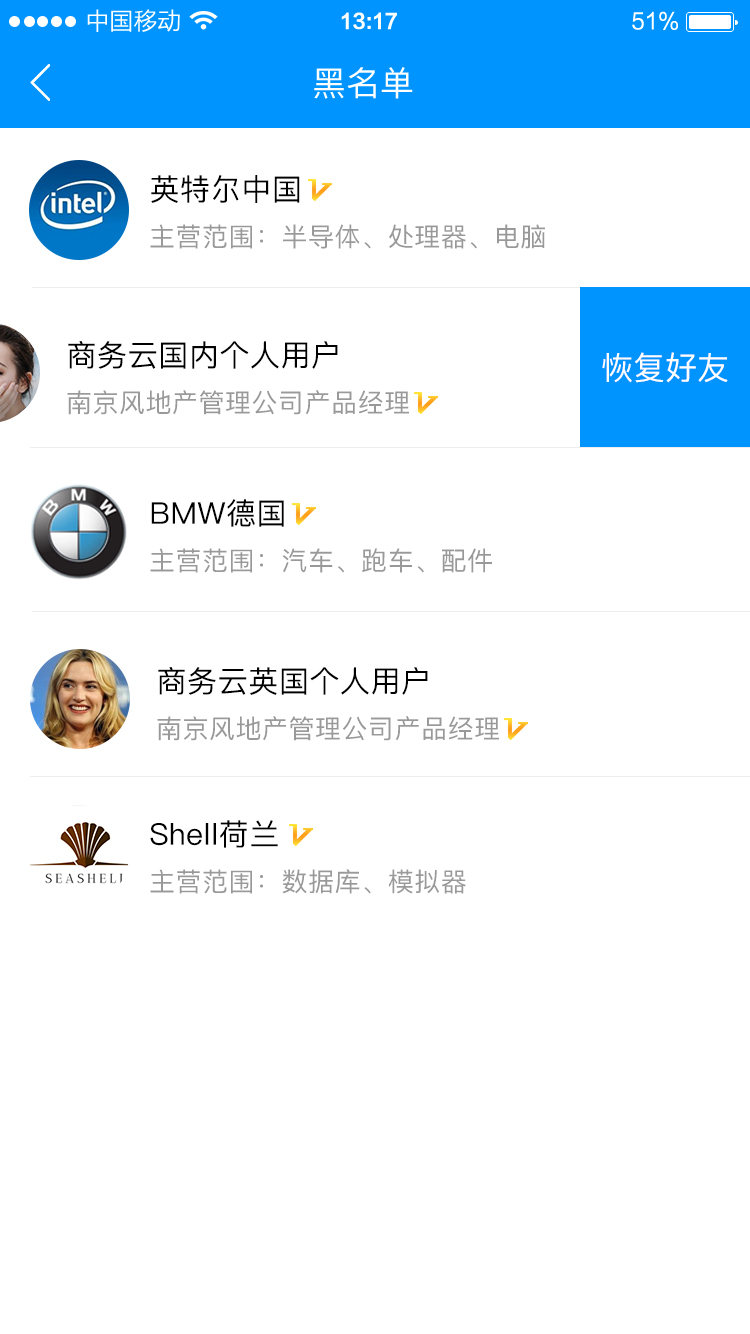 中国移动 13:17 51%
黑名单
intel
英特尔中国
主营范围：半导体、处理器、电脑
商务云国内个人用户
南京风地产管理公司产品经理
恢复好友
BMW
BMW德国
主营范围：汽车、跑车、配件
商务云英国个人用户
南京风地产管理公司产品经理
Shell荷兰
主营范围：数据库、模拟器
SEASHELL